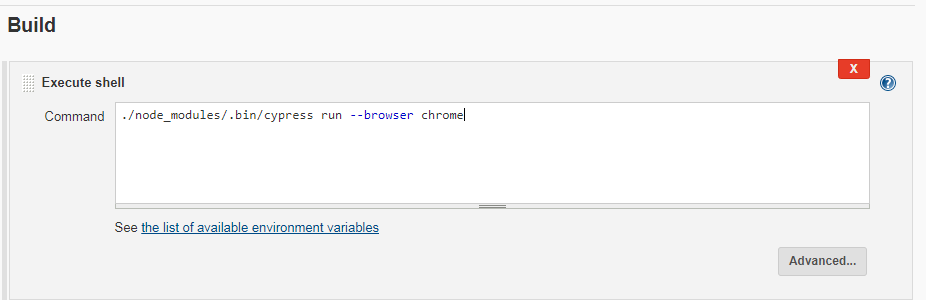 Build
X
Execute shell
?
Command
./node_modules/.bin/cypress run --browser chrome
See the list of available environment variables
Advanced...